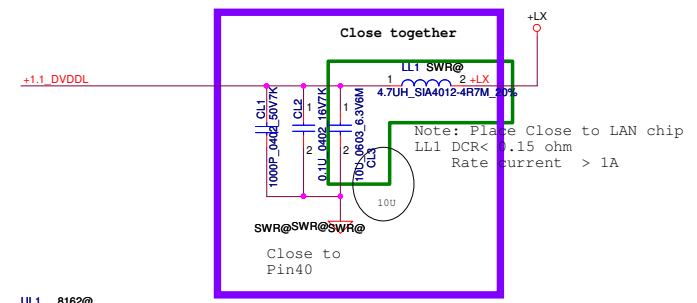 +LX
Close together
LL1 SWR@
+1.1_DVDDL
1 2 +LX
4.7UH_SIA4012-4R7M_20%
CL1
1000P_0402_50V7K
CL2
1
2
0.1U_0402_16V7K
1
2
10U_0603_6.3V6M
CL3
Note: Place Close to LAN chip
LL1 DCR< 0.15 ohm
Rate current > 1A
10U
SWR@ SWR@ SWR@
Close to
Pin40
UL1 8162@